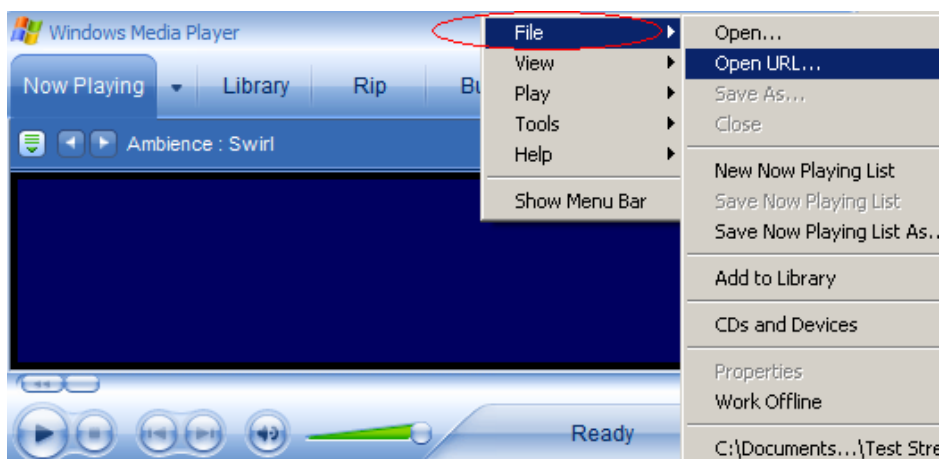 Windows Media Player
Now Playing
Library
Rip
Ambience : Swirl
File
View
Play
Tools
Help
Show Menu Bar
Open...
Open URL...
Save As...
Close
New Now Playing List
Save Now Playing List
Save Now Playing List As..
Add to Library
CDs and Devices
Properties
Work Offline
C:\Documents...\Test Stre
Ready